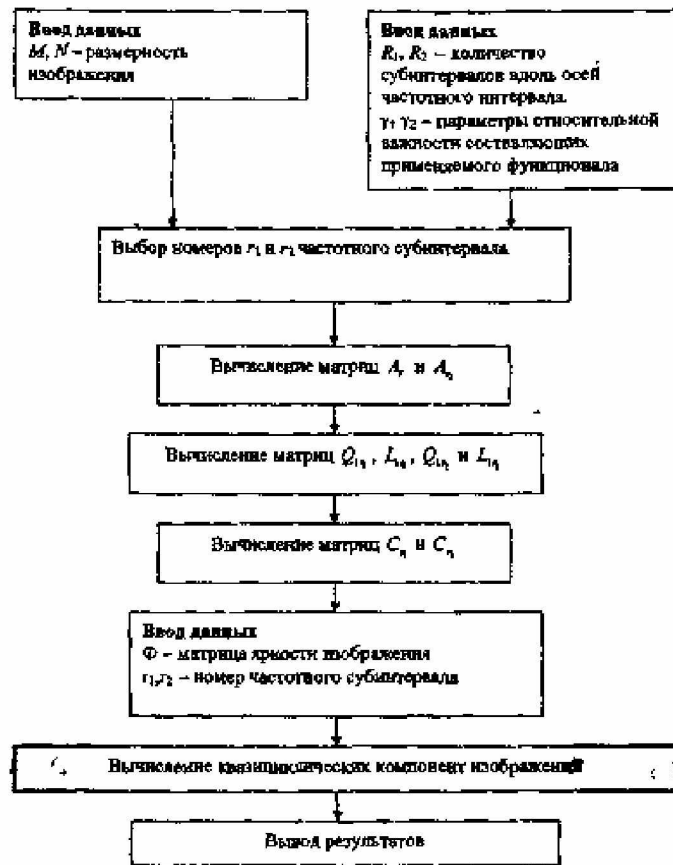 Ввод данных
M, N – размерность
изображения
Ввод данных
R₁, R₂ – количество
субинтервалов вдоль осей
частотного интервала.
γ₁ γ₂ – параметры относительной
важности составляющих
применяемого функционала
Выбор номеров r₁ и r₂ частотного субинтервала
Вычисление матриц A и A
Вычисление матриц Q, L, Q и L
Вычисление матриц C и C
Ввод данных
Ф – матрица яркости изображения
r₁,r₂ – номер частотного субинтервала
Вычисление квазициклических компонент изображений
Вывод результатов